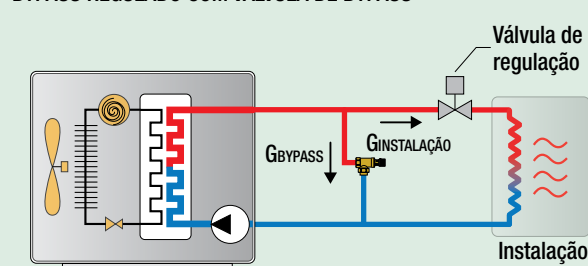 BYPASS REGULADO COM VÁLVULA DE BYPASS
Válvula de
regulação
GBYPASS
GINSTALAÇÃO
Instalação